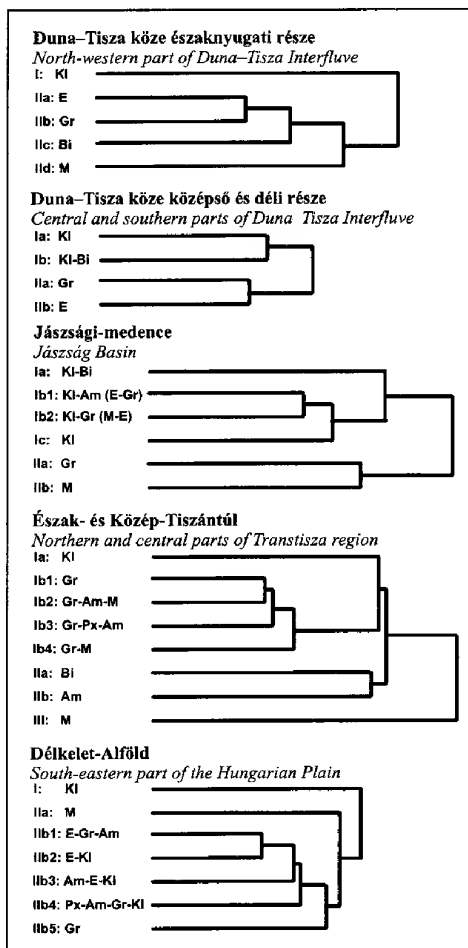 Duna–Tisza köze északnyugati része
North-western part of Duna–Tisza Interfluve
I: Kl
IIa: E
IIb: Gr
IIc: Bi
IId: M
Duna–Tisza köze középső és déli része
Central and southern parts of Duna Tisza Interfluve
Ia: Kl
Ib: Kl-Bi
IIa: Gr
IIb: E
Jászsági-medence
Jászság Basin
Ia: Kl-Bi
Ib1: Kl-Am (E-Gr)
Ib2: Kl-Gr (M-E)
Ic: Kl
IIa: Gr
IIb: M
Észak- és Közép-Tiszántúl
Northern and central parts of Transtisza region
Ia: Kl
Ib1: Gr
Ib2: Gr-Am-M
Ib3: Gr-Px-Am
Ib4: Gr-M
IIa: Bi
IIb: Am
III: M
Délkelet-Alföld
South-eastern part of the Hungarian Plain
I: Kl
IIa: M
IIb1: E-Gr-Am
IIb2: E-Kl
IIb3: Am-E-Kl
IIb4: Px-Am-Gr-Kl
IIb5: Gr